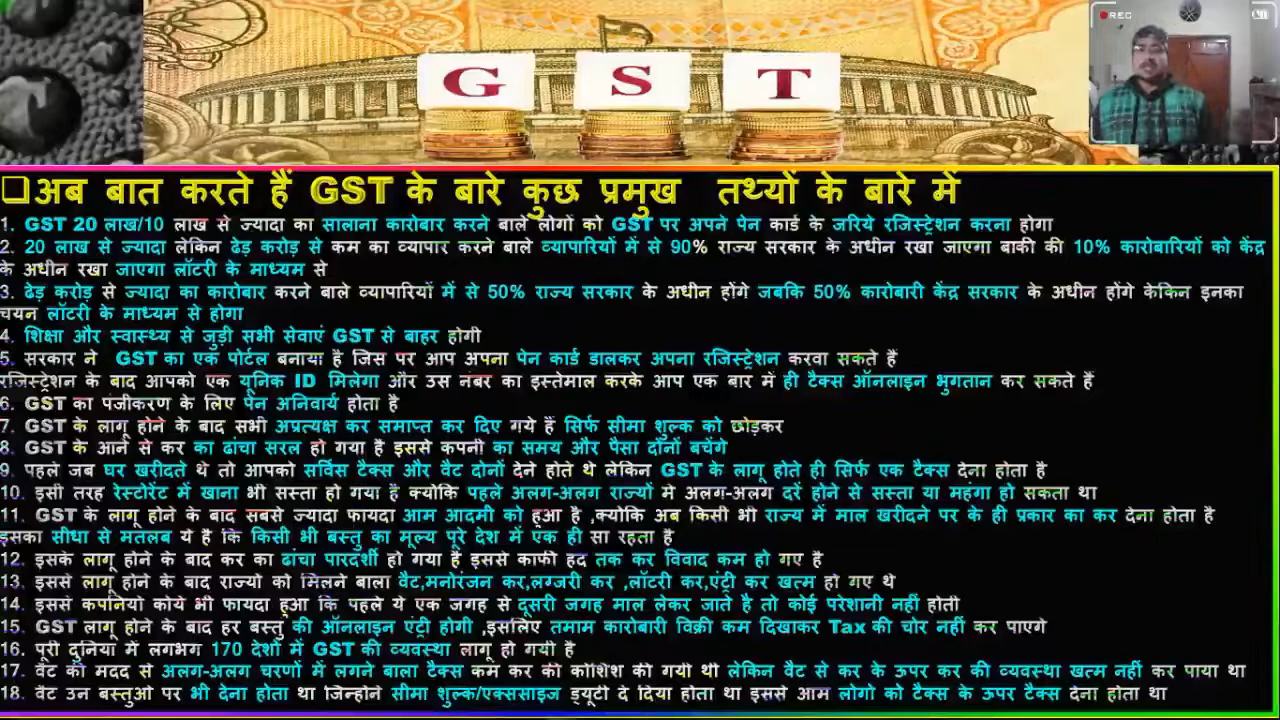 REC
G S T
❑अब बात करते हैं GST के बारे कुछ प्रमुख तथ्यों के बारे में
1. GST 20 लाख/10 लाख से ज्यादा का सालाना कारोबार करने बाले लोगों को GST पर अपने पेन कार्ड के जरिये रजिस्ट्रेशन करना होगा
2. 20 लाख से ज्यादा लेकिन ढेड़ करोड़ से कम का व्यापार करने बाले व्यापारियों में से 90% राज्य सरकार के अधीन रखा जाएगा बाकी की 10% कारोबारियों को केंद्र
के अधीन रखा जाएगा लॉटरी के माध्यम से
3. ढेड़ करोड़ से ज्यादा का कारोबार करने बाले व्यापारियों में से 50% राज्य सरकार के अधीन होंगे जबकि 50% कारोबारी केंद्र सरकार के अधीन होंगे केकिन इनका
चयन लॉटरी के माध्यम से होगा
4. शिक्षा और स्वास्थ्य से जुड़ी सभी सेवाएं GST से बाहर होगी
5. सरकार ने GST का एक पोर्टल बनाया है जिस पर आप अपना पेन कार्ड डालकर अपना रजिस्ट्रेशन करवा सकते हैं
रजिस्ट्रेशन के बाद आपको एक यूनिक ID मिलेगा और उस नंबर का इस्तेमाल करके आप एक बार में ही टैक्स ऑनलाइन भुगतान कर सकते हैं
6. GST का पंजीकरण के लिए पेन अनिवार्य होता है
7. GST के लागू होने के बाद सभी अप्रत्यक्ष कर समाप्त कर दिए गये हैं सिर्फ सीमा शुल्क को छोड़कर
8. GST के आने से कर का ढांचा सरल हो गया है इससे कंपनी का समय और पैसा दोनों बचेंगे
9. पहले जब घर खरीदते थे तो आपको सर्विस टैक्स और वैट दोनों देने होते थे लेकिन GST के लागू होते ही सिर्फ एक टैक्स देना होता है
10. इसी तरह रेस्टोरेंट में खाना भी सस्ता हो गया है क्योंकि पहले अलग-अलग राज्यों मे अलग-अलग दरें होने से सस्ता या महंगा हो सकता था
11. GST के लागू होने के बाद सबसे ज्यादा फायदा आम आदमी को हुआ है ,क्योंकि अब किसी भी राज्य में माल खरीदने पर के ही प्रकार का कर देना होता है
इसका सीधा से मतलब ये है कि किसी भी बस्तु का मूल्य पूरे देश में एक ही सा रहता है
12. इसके लागू होने के बाद कर का ढांचा पारदर्शी हो गया है इससे काफी हद तक कर विवाद कम हो गए है
13. इससे लागू होने के बाद राज्यों को मिलने बाला वैट,मनोरंजन कर,लग्जरी कर ,लॉटरी कर,एंट्री कर खत्म हो गए थे
14. इससे कंपनियों कोये भी फायदा हुआ कि पहले ये एक जगह से दूसरी जगह माल लेकर जाते है तो कोई परेशानी नहीं होती
15. GST लागू होने के बाद हर बस्तु की ऑनलाइन एंट्री होगी ,इसलिए तमाम कारोबारी विक्री कम दिखाकर Tax की चोर नहीं कर पाएगे
16. पूरी दुनिया में लगभग 170 देशों में GST की व्यवस्था लागू हो गयी है
17. वैट की मदद से अलग-अलग चरणों में लगने बाला टैक्स कम कर की कोशिश की गयी थी लेकिन वैट से कर के ऊपर कर की व्यवस्था खत्म नहीं कर पाया था
18. वैट उन बस्तुओं पर भी देना होता था जिन्होने सीमा शुल्क/एक्ससाइज ड्यूटी दे दिया होता था इससे आम लोगों को टैक्स के ऊपर टैक्स देना होता था